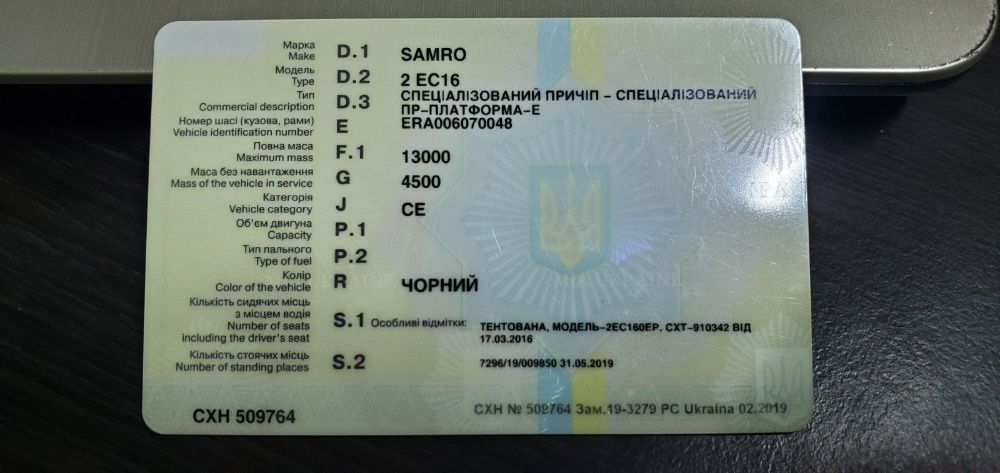 Марка
Make D.1 SAMRO
Модель
Type D.2 2 EC16
Тип
Commercial description D.3 СПЕЦІАЛІЗОВАНИЙ ПРИЧІП – СПЕЦІАЛІЗОВАНИЙ
ПР-ПЛАТФОРМА-Е
Номер шасі (кузова, рами)
Vehicle identification number E ERA006070048
Повна маса
Maximum mass F.1 13000
Маса без навантаження
Mass of the vehicle in service G 4500
Категорія
Vehicle category J CE
Об'єм двигуна
Capacity P.1
Тип пального
Type of fuel P.2
Колір
Color of the vehicle R ЧОРНИЙ
Кількість сидячих місць
з місцем водія
Number of seats
including the driver's seat S.1 Особливі відмітки: ТЕНТОВАНА, МОДЕЛЬ-2EC160EP, СХТ-910342 ВІД
17.03.2016
Кількість стоячих місць
Number of standing places S.2 7296/19/009850 31.05.2019
СХН 509764
СХН № 509764 Зам.19-3279 РС Ukraina 02.2019